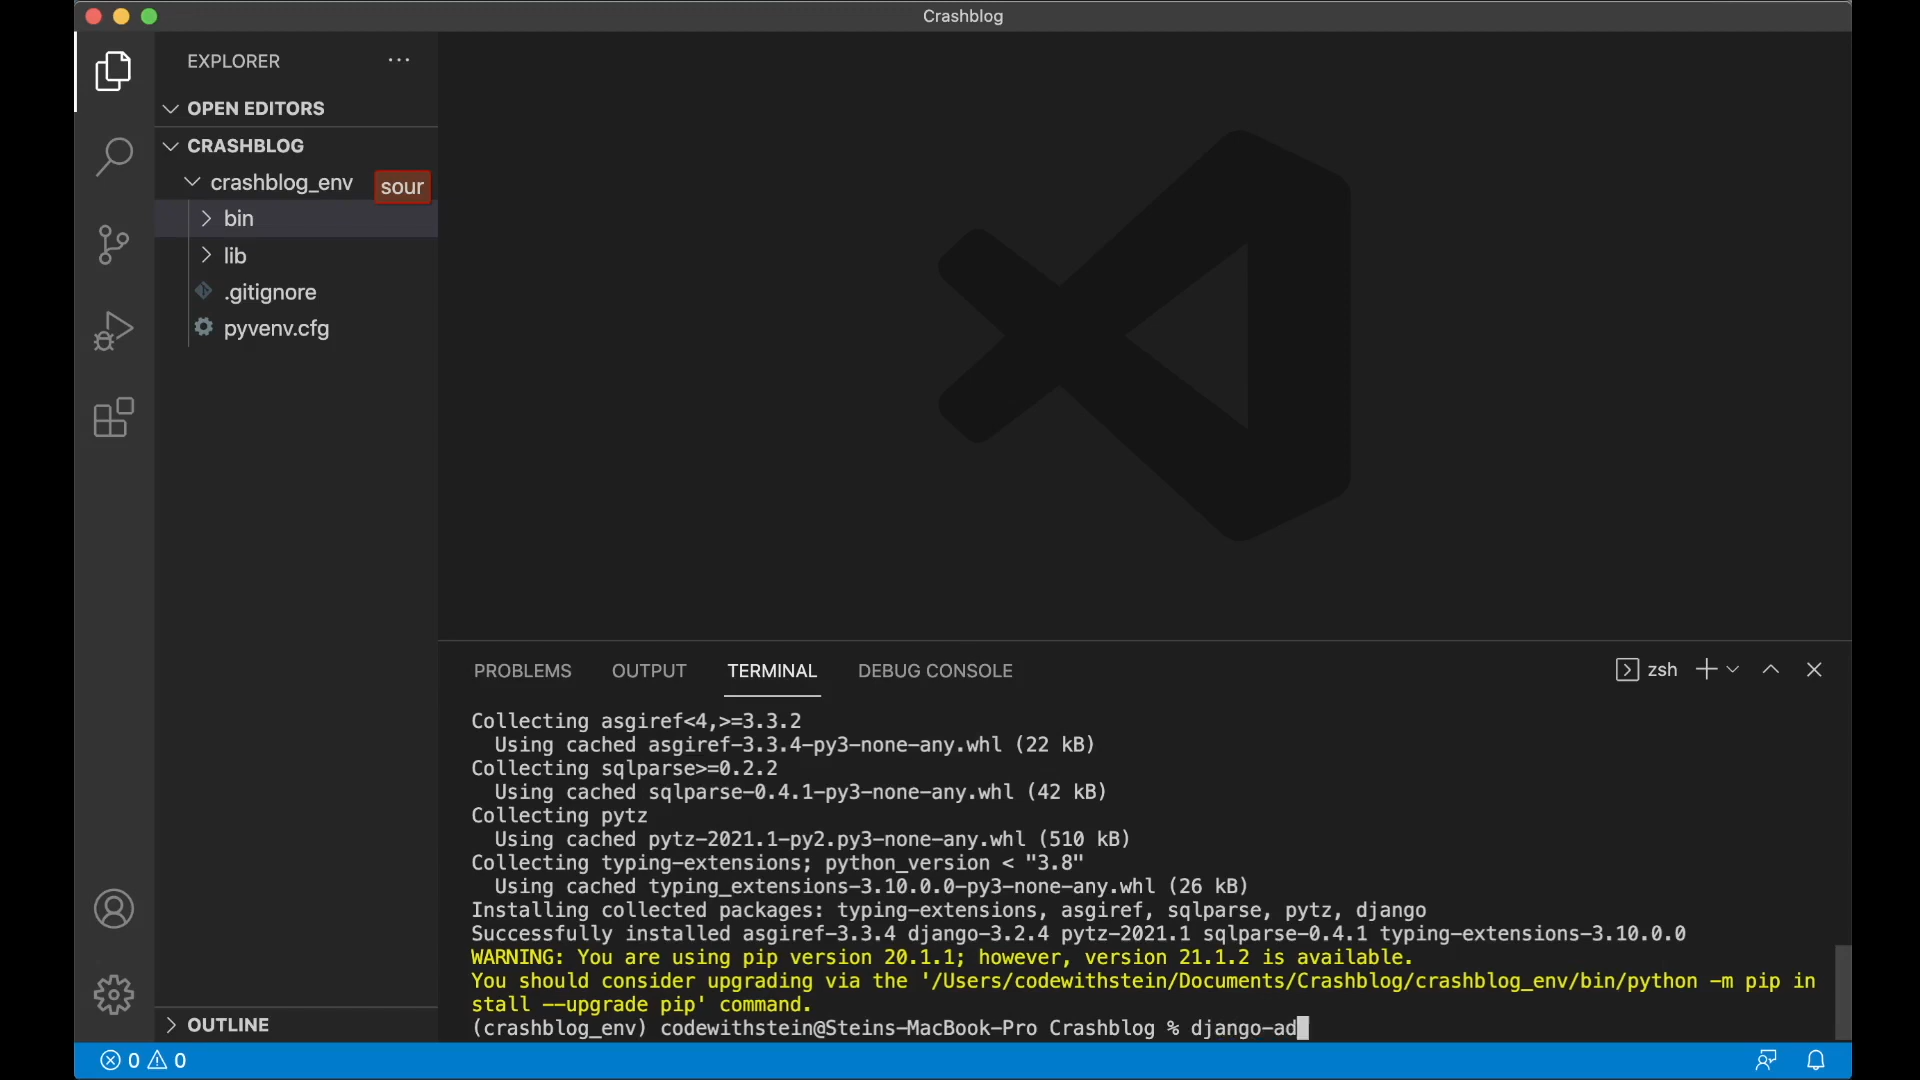 Crashblog
EXPLORER
OPEN EDITORS
CRASHBLOG
crashblog_env
sour
bin
lib
.gitignore
pyvenv.cfg
OUTLINE
PROBLEMS
OUTPUT
TERMINAL
DEBUG CONSOLE
zsh
Collecting asgiref<4,>=3.3.2
Using cached asgiref-3.3.4-py3-none-any.whl (22 kB)
Collecting sqlparse>=0.2.2
Using cached sqlparse-0.4.1-py3-none-any.whl (42 kB)
Collecting pytz
Using cached pytz-2021.1-py2.py3-none-any.whl (510 kB)
Collecting typing-extensions; python_version < "3.8"
Using cached typing_extensions-3.10.0.0-py3-none-any.whl (26 kB)
Installing collected packages: typing-extensions, asgiref, sqlparse, pytz, django
Successfully installed asgiref-3.3.4 django-3.2.4 pytz-2021.1 sqlparse-0.4.1 typing-extensions-3.10.0.0
WARNING: You are using pip version 20.1.1; however, version 21.1.2 is available.
You should consider upgrading via the '/Users/codewithstein/Documents/Crashblog/crashblog_env/bin/python -m pip in
stall --upgrade pip' command.
(crashblog_env) codewithstein@Steins-MacBook-Pro Crashblog % django-ad
0 0